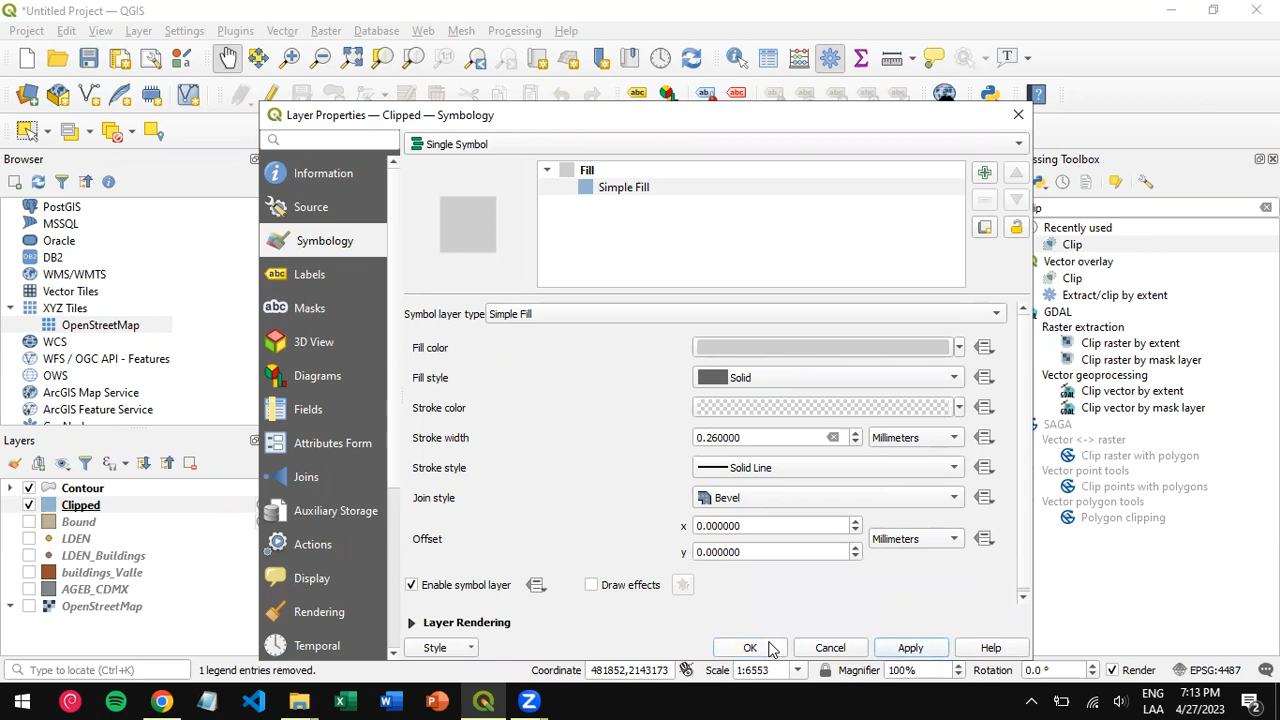 *Untitled Project — QGIS
Project Edit View Layer Settings Plugins Vector Raster Database Web Mesh Processing Help
Layer Properties — Clipped — Symbology
Browser
PostGIS
MSSQL
Oracle
DB2
WMS/WMTS
Vector Tiles
XYZ Tiles
OpenStreetMap
WCS
WFS / OGC API - Features
OWS
ArcGIS Map Service
ArcGIS Feature Service
Layers
Contour
Clipped
Bound
LDEN
LDEN_Buildings
buildings_Valle
AGEB_CDMX
OpenStreetMap
Information
Source
Symbology
Labels
Masks
3D View
Diagrams
Fields
Attributes Form
Joins
Auxiliary Storage
Actions
Display
Rendering
Temporal
Single Symbol
Fill
Simple Fill
Symbol layer type Simple Fill
Fill color
Fill style Solid
Stroke color
Stroke width 0.260000 Millimeters
Stroke style Solid Line
Join style Bevel
Offset x 0.000000 Millimeters
y 0.000000
Enable symbol layer Draw effects
Layer Rendering
Style OK Cancel Apply Help
ssing Toolbox
Recently used
Clip
Vector overlay
Clip
Extract/clip by extent
GDAL
Raster extraction
Clip raster by extent
Clip raster by mask layer
Vector geoprocessing
Clip vector by extent
Clip vector by mask layer
SAGA
Vector <-> raster
Clip raster with polygon
Vector point tools
Clip points with polygons
Vector polygon tools
Polygon clipping
Type to locate (Ctrl+K) 1 legend entries removed. Coordinate 481852,2143173 Scale 1:6553 Magnifier 100% Rotation 0.0 ° Render EPSG:4487
ENG
LAA
7:13 PM
4/27/2023
2